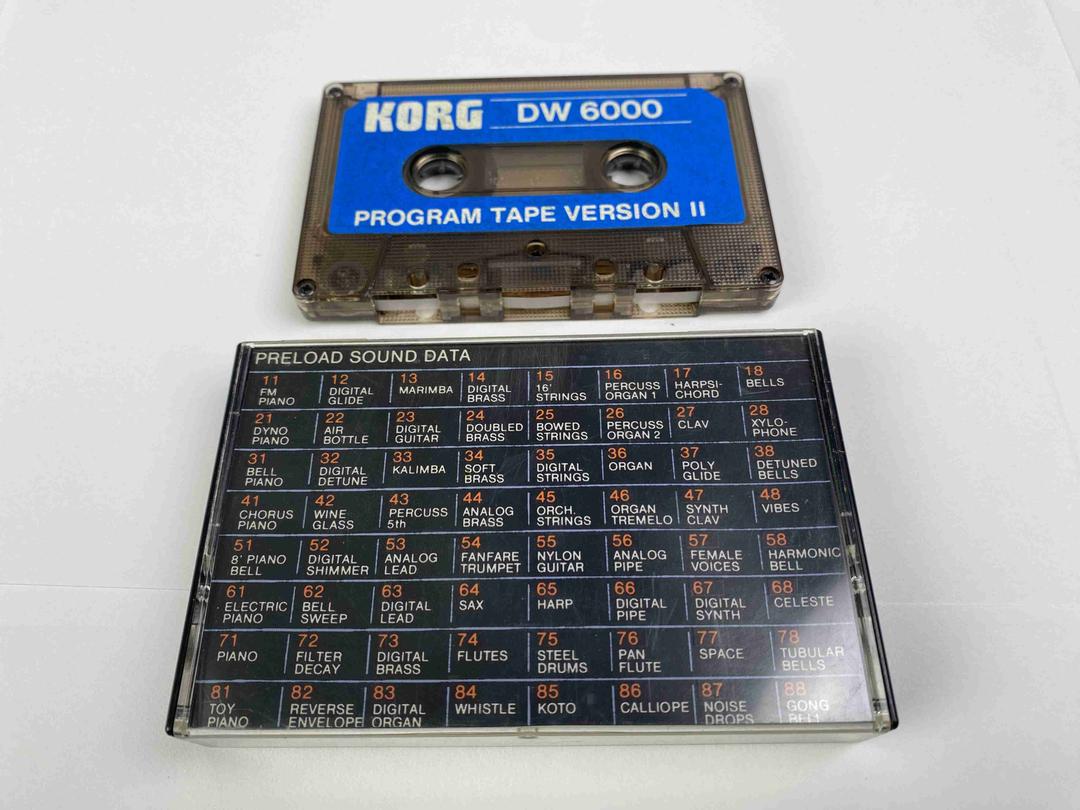 KORG DW 6000
PROGRAM TAPE VERSION II
PRELOAD SOUND DATA
11 12 13 14 15 16 17 18
FM DIGITAL MARIMBA DIGITAL 16' PERCUSS HARPSI- BELLS
PIANO GLIDE BRASS STRINGS ORGAN 1 CHORD
21 22 23 24 25 26 27 28
DYNO AIR DIGITAL DOUBLED BOWED PERCUSS CLAV XYLO-
PIANO BOTTLE GUITAR BRASS STRINGS ORGAN 2 PHONE
31 32 33 34 35 36 37 38
BELL DIGITAL KALIMBA SOFT DIGITAL ORGAN POLY DETUNED
PIANO DETUNE BRASS STRINGS GLIDE BELLS
41 42 43 44 45 46 47 48
CHORUS WINE PERCUSS ANALOG ORCH. ORGAN SYNTH VIBES
PIANO GLASS 5th BRASS STRINGS TREMELO CLAV
51 52 53 54 55 56 57 58
8' PIANO DIGITAL ANALOG FANFARE NYLON ANALOG FEMALE HARMONIC
BELL SHIMMER LEAD TRUMPET GUITAR PIPE VOICES BELL
61 62 63 64 65 66 67 68
ELECTRIC BELL DIGITAL SAX HARP DIGITAL DIGITAL CELESTE
PIANO SWEEP LEAD PIPE SYNTH
71 72 73 74 75 76 77 78
PIANO FILTER DIGITAL FLUTES STEEL PAN SPACE TUBULAR
DECAY BRASS DRUMS FLUTE BELLS
81 82 83 84 85 86 87 88
TOY REVERSE DIGITAL WHISTLE KOTO CALLIOPE NOISE GONG
PIANO ENVELOPE ORGAN DROPS BELL